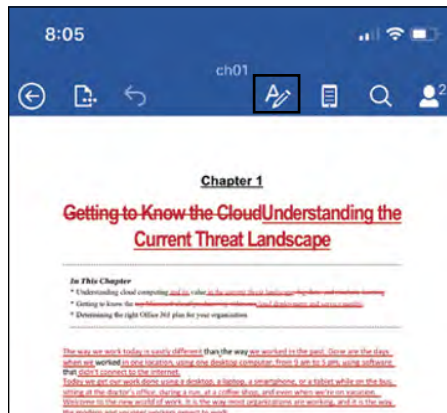 8:05
ch01
2
Chapter 1
Getting to Know the CloudUnderstanding the
Current Threat Landscape
In This Chapter
* Understanding cloud computing and its value
* Getting to know the
* Determining the right Office 365 plan for your organization
The way we work today is vastly different than the way we worked in the past. Gone are the days
when we worked in one location, using one desktop computer, from 9 am to 5 pm, using software
that didn't connect to the internet.
Today we get our work done using a desktop, a laptop, a smartphone, or a tablet while on the bus,
sitting at the doctor's office, during a run, at a coffee shop, and even when we're on vacation.
Welcome to the new world of work. It is the way most organizations are working, and it is the way